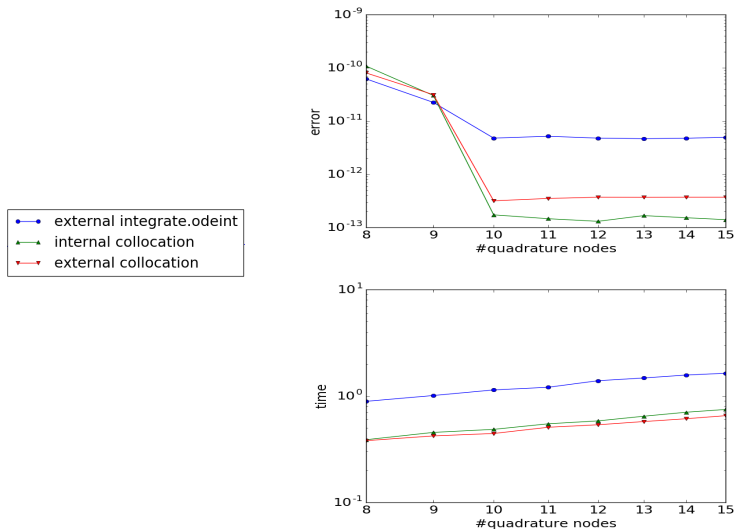 external integrate.odeint
internal collocation
external collocation
error
10^-9
10^-10
10^-11
10^-12
10^-13
8 9 10 11 12 13 14 15
#quadrature nodes
time
10^1
10^0
10^-1
8 9 10 11 12 13 14 15
#quadrature nodes